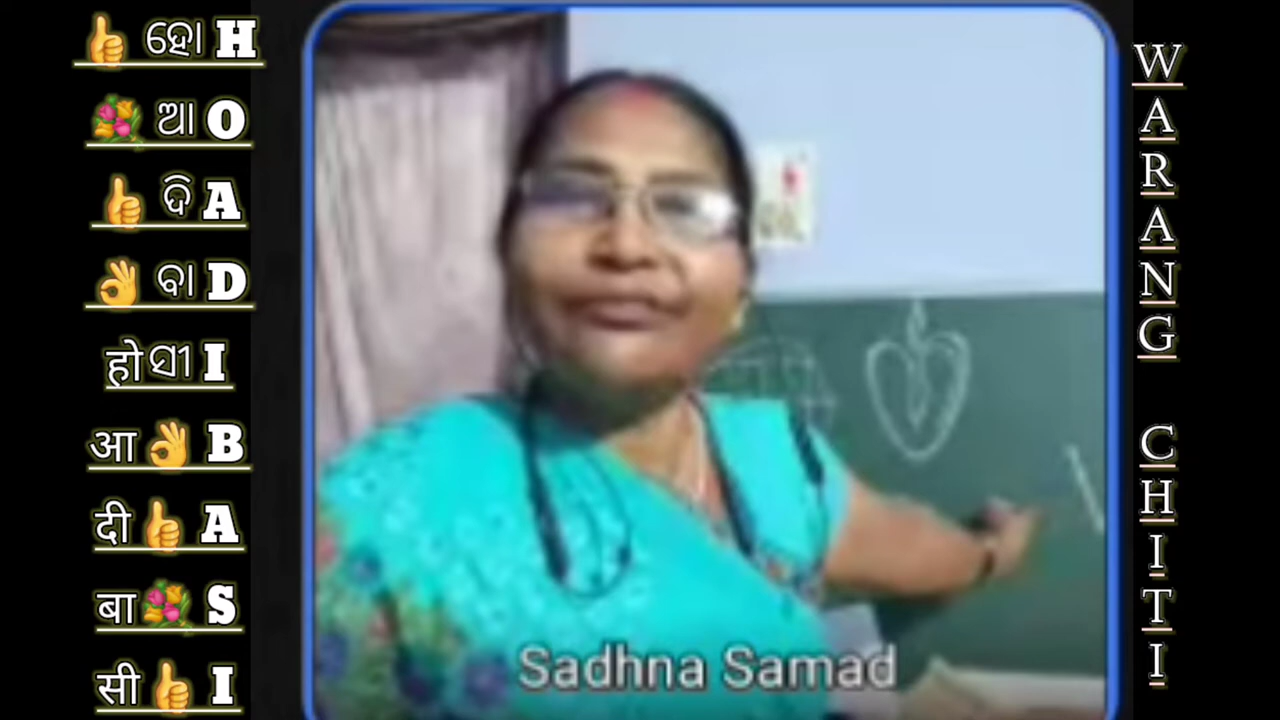 👍 ହୋ H
💐 ଆ O
👍 ଦି A
👌 ବା D
हो ସୀ I
आ 👌 B
दी 👍 A
बा 💐 S
सी 👍 I
Sadhna Samad
WARANG CHITI